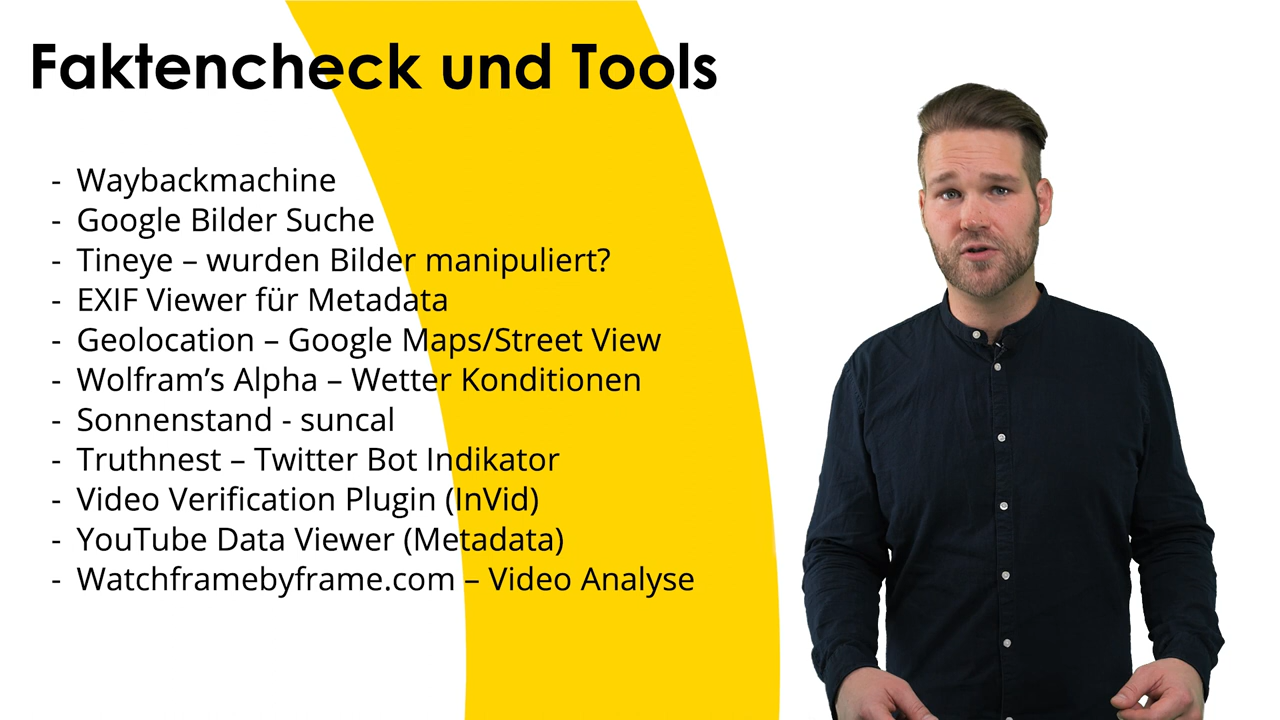 Faktencheck und Tools
- Waybackmachine
- Google Bilder Suche
- Tineye – wurden Bilder manipuliert?
- EXIF Viewer für Metadata
- Geolocation – Google Maps/Street View
- Wolfram’s Alpha – Wetter Konditionen
- Sonnenstand - suncal
- Truthnest – Twitter Bot Indikator
- Video Verification Plugin (InVid)
- YouTube Data Viewer (Metadata)
- Watchframebyframe.com – Video Analyse